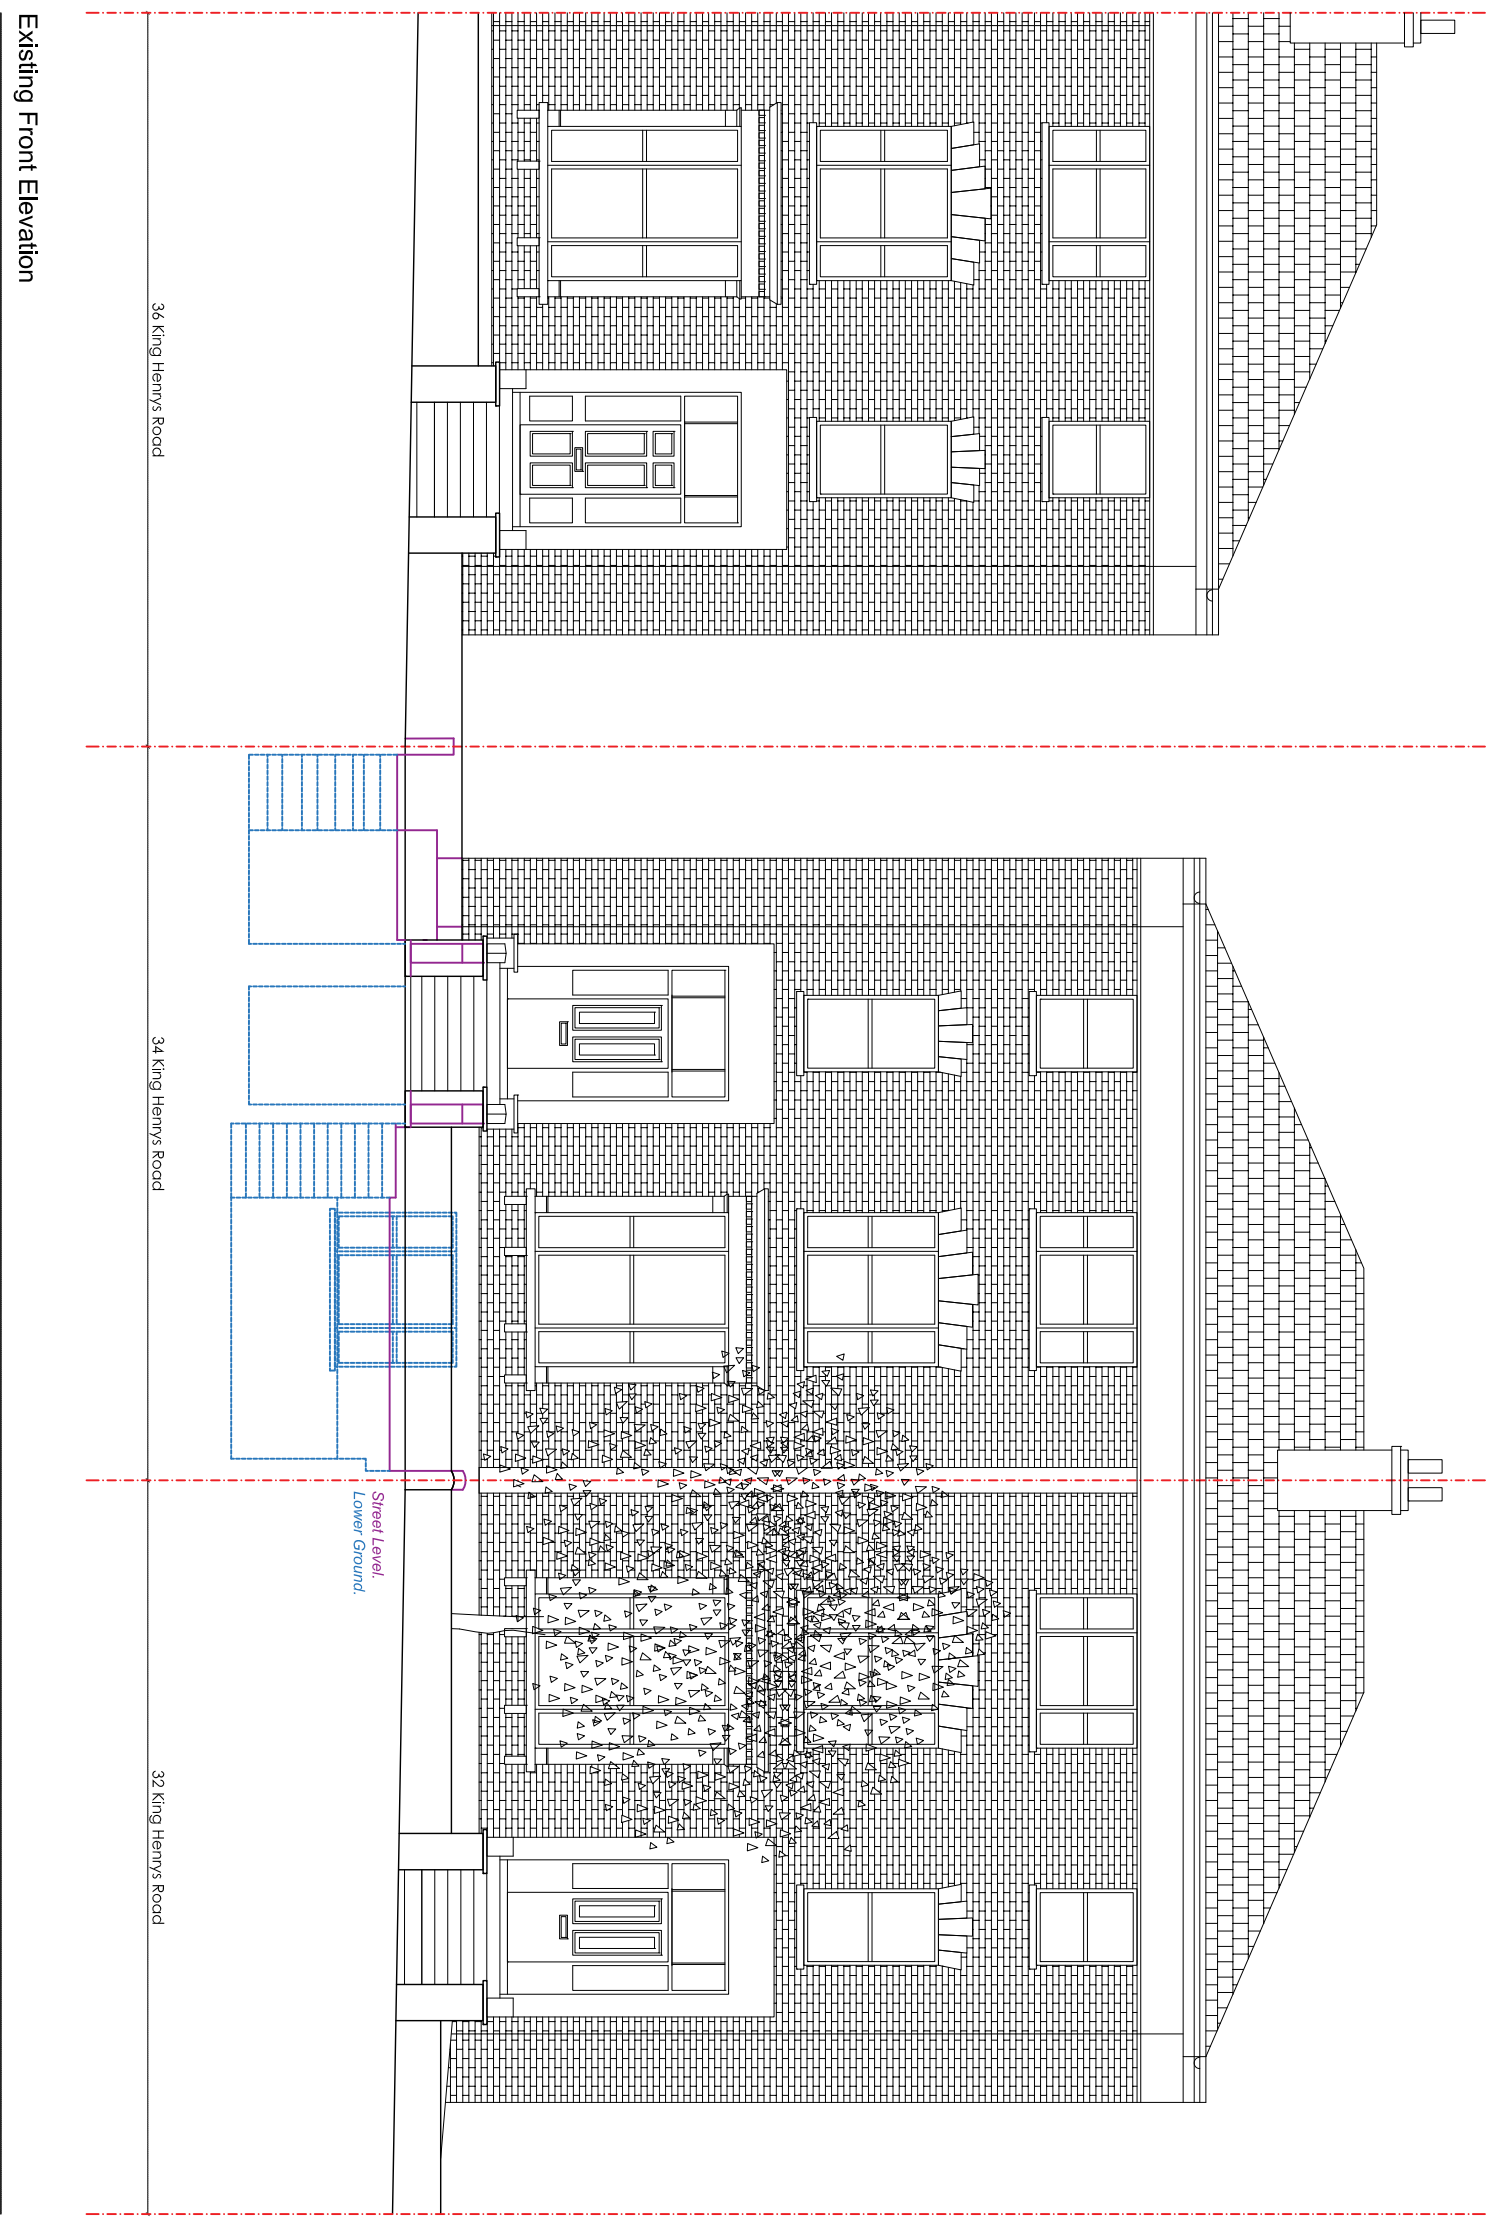 36 King Henrys Road
34 King Henrys Road
32 King Henrys Road
Street Level.
Lower Ground.
Existing Front Elevation